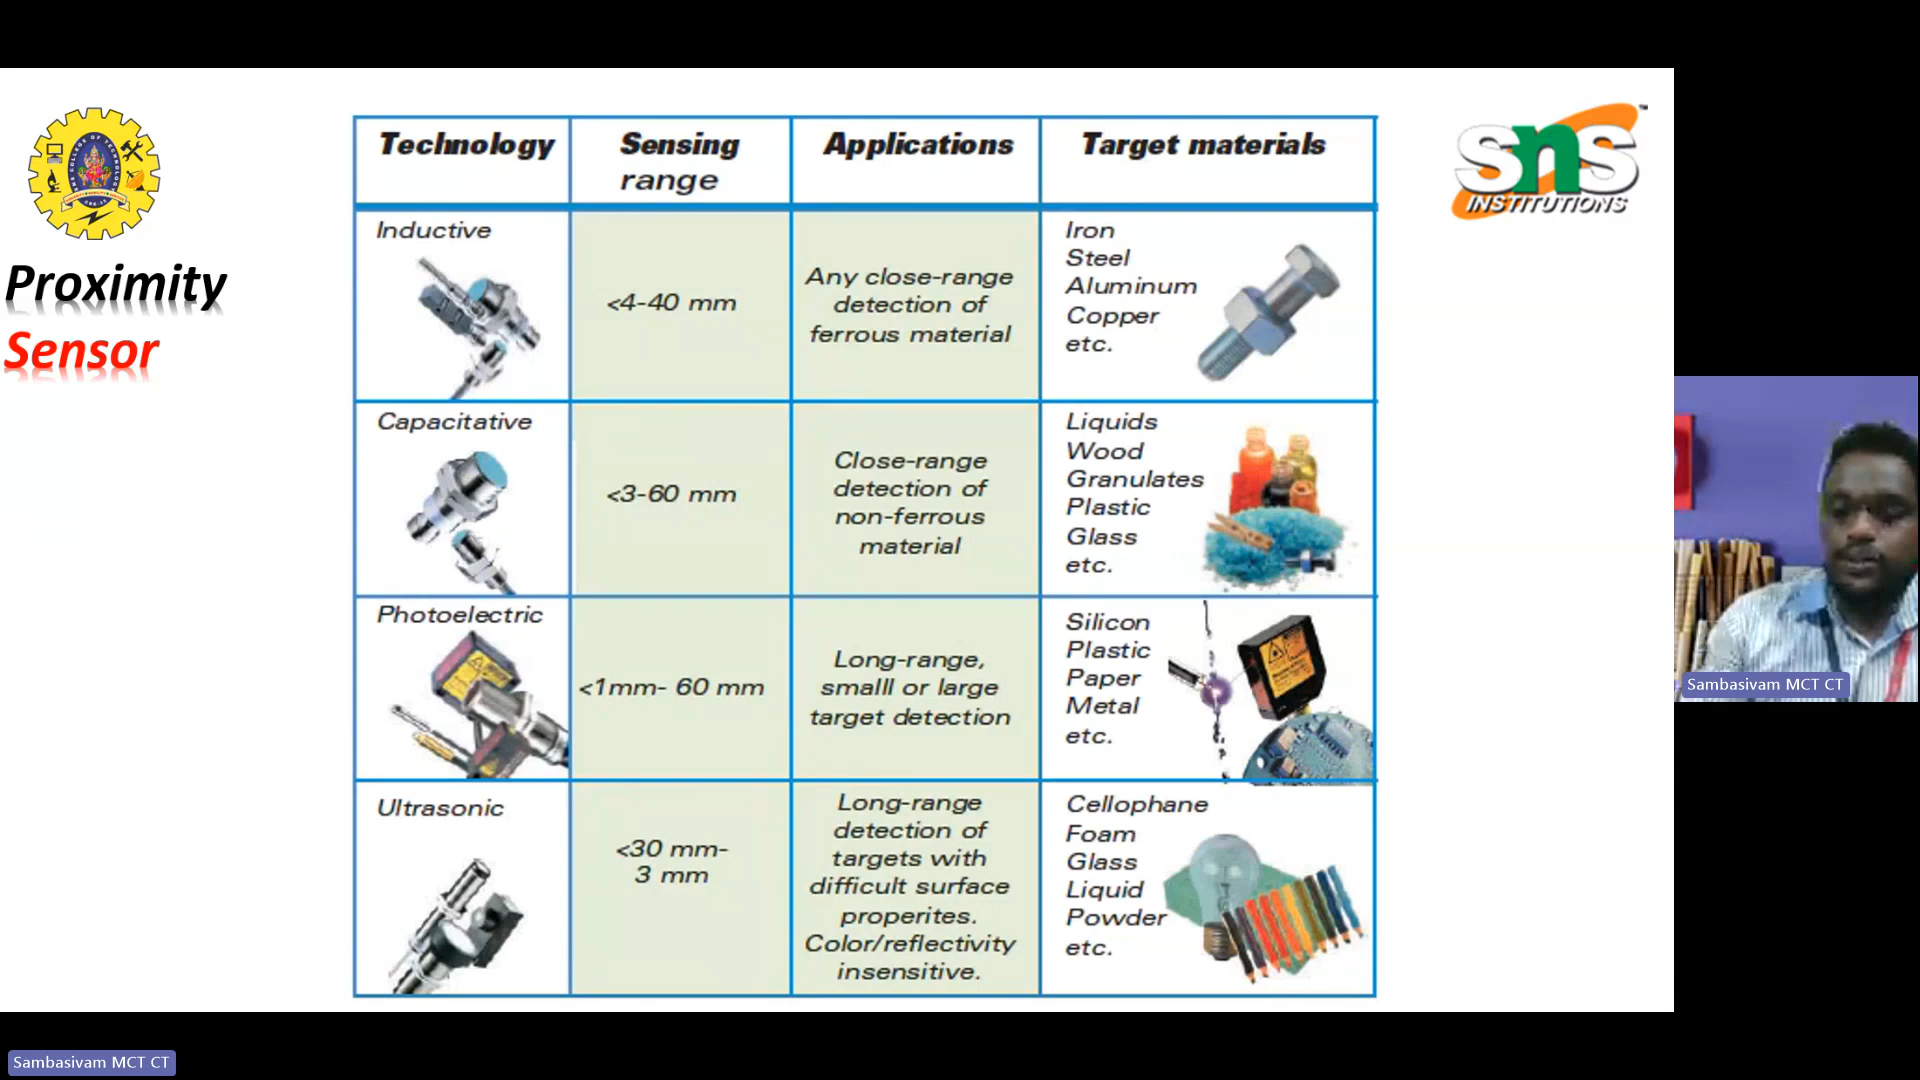 Proximity
Sensor
Technology
Sensing
range
Applications
Target materials
Inductive
<4-40 mm
Any close-range
detection of
ferrous material
Iron
Steel
Aluminum
Copper
etc.
Capacitative
<3-60 mm
Close-range
detection of
non-ferrous
material
Liquids
Wood
Granulates
Plastic
Glass
etc.
Photoelectric
<1mm- 60 mm
Long-range,
smalll or large
target detection
Silicon
Plastic
Paper
Metal
etc.
Ultrasonic
<30 mm-
3 mm
Long-range
detection of
targets with
difficult surface
properites.
Color/reflectivity
insensitive.
Cellophane
Foam
Glass
Liquid
Powder
etc.
sns
INSTITUTIONS
Sambasivam MCT CT
Sambasivam MCT CT